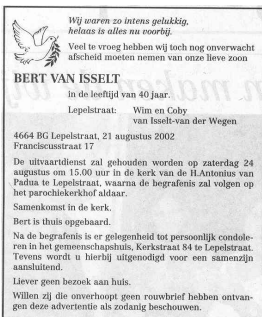 Wij waren zo intens gelukkig,
helaas is alles nu voorbij.
Veel te vroeg hebben wij toch nog onverwacht
afscheid moeten nemen van onze lieve zoon
BERT VAN ISSELT
in de leeftijd van 40 jaar.
Lepelstraat: Wim en Coby
van Isselt-van der Wegen
4664 BG Lepelstraat, 21 augustus 2002
Franciscusstraat 17
De uitvaartdienst zal gehouden worden op zaterdag 24
augustus om 15.00 uur in de kerk van de H.Antonius van
Padua te Lepelstraat, waarna de begrafenis zal volgen op
het parochiekerkhof aldaar.
Samenkomst in de kerk.
Bert is thuis opgebaard.
Na de begrafenis is er gelegenheid tot persoonlijk condole-
ren in het gemeenschapshuis, Kerkstraat 84 te Lepelstraat.
Tevens wordt u hierbij uitgenodigd voor een samenzijn
aansluitend.
Liever geen bezoek aan huis.
Willen zij die onverhoopt geen rouwbrief hebben ontvan-
gen deze advertentie als zodanig beschouwen.